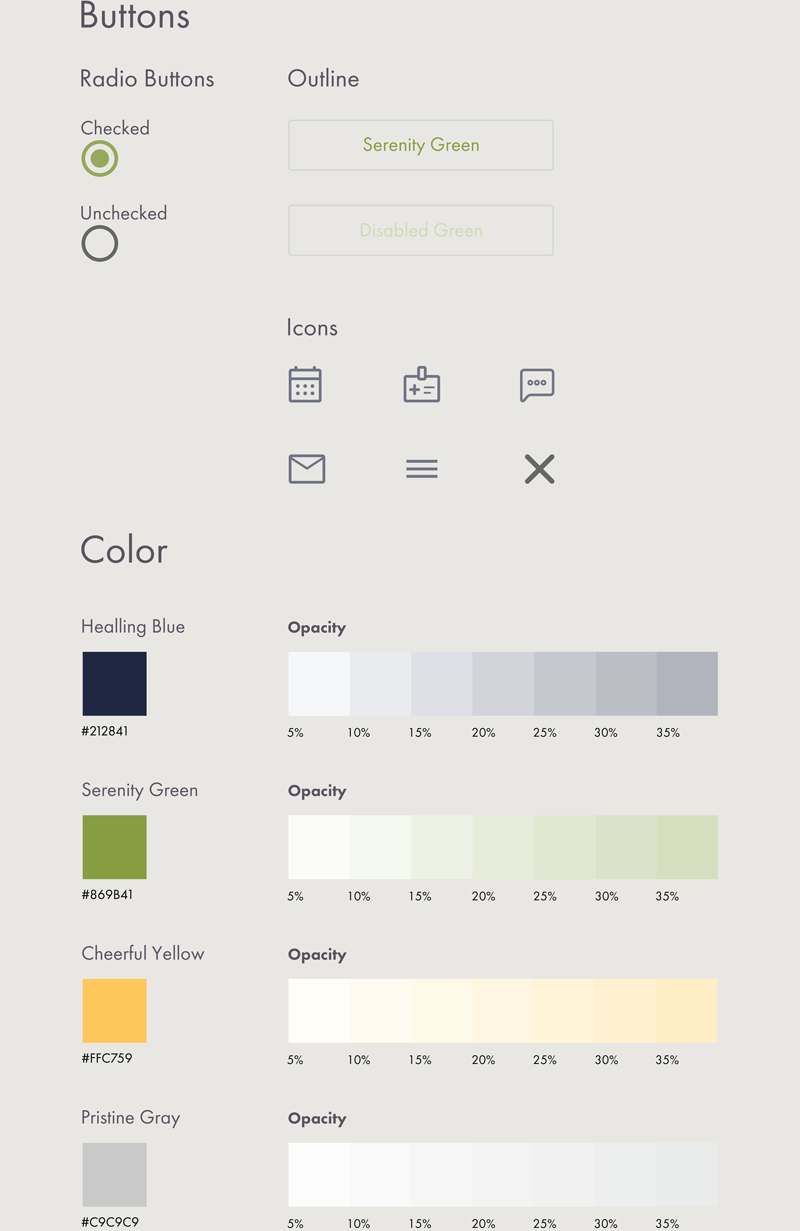 Buttons
Radio Buttons
Outline
Checked
Serenity Green
Unchecked
Disabled Green
Icons
Color
Healling Blue
Opacity
#212841
5% 10% 15% 20% 25% 30% 35%
Serenity Green
Opacity
#869B41
5% 10% 15% 20% 25% 30% 35%
Cheerful Yellow
Opacity
#FFC759
5% 10% 15% 20% 25% 30% 35%
Pristine Gray
Opacity
#C9C9C9
5% 10% 15% 20% 25% 30% 35%